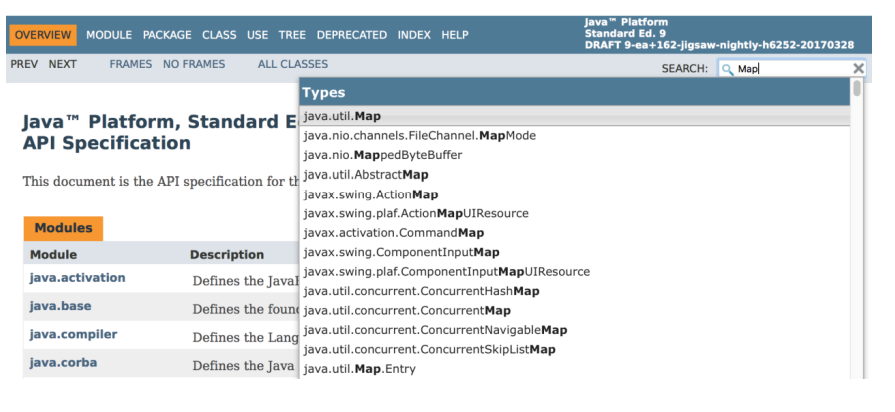 OVERVIEW MODULE PACKAGE CLASS USE TREE DEPRECATED INDEX HELP
Java™ Platform
Standard Ed. 9
DRAFT 9-ea+162-jigsaw-nightly-h6252-20170328
PREV NEXT FRAMES NO FRAMES ALL CLASSES
SEARCH: Map
Types
java.util.Map
java.nio.channels.FileChannel.MapMode
java.nio.MappedByteBuffer
java.util.AbstractMap
javax.swing.ActionMap
javax.swing.plaf.ActionMapUIResource
javax.activation.CommandMap
javax.swing.ComponentInputMap
javax.swing.plaf.ComponentInputMapUIResource
java.util.concurrent.ConcurrentHashMap
java.util.concurrent.ConcurrentMap
java.util.concurrent.ConcurrentNavigableMap
java.util.concurrent.ConcurrentSkipListMap
java.util.Map.Entry
Java™ Platform, Standard E
API Specification
This document is the API specification for th
Modules
Module Description
java.activation Defines the Java
java.base Defines the foun
java.compiler Defines the Lang
java.corba Defines the Java